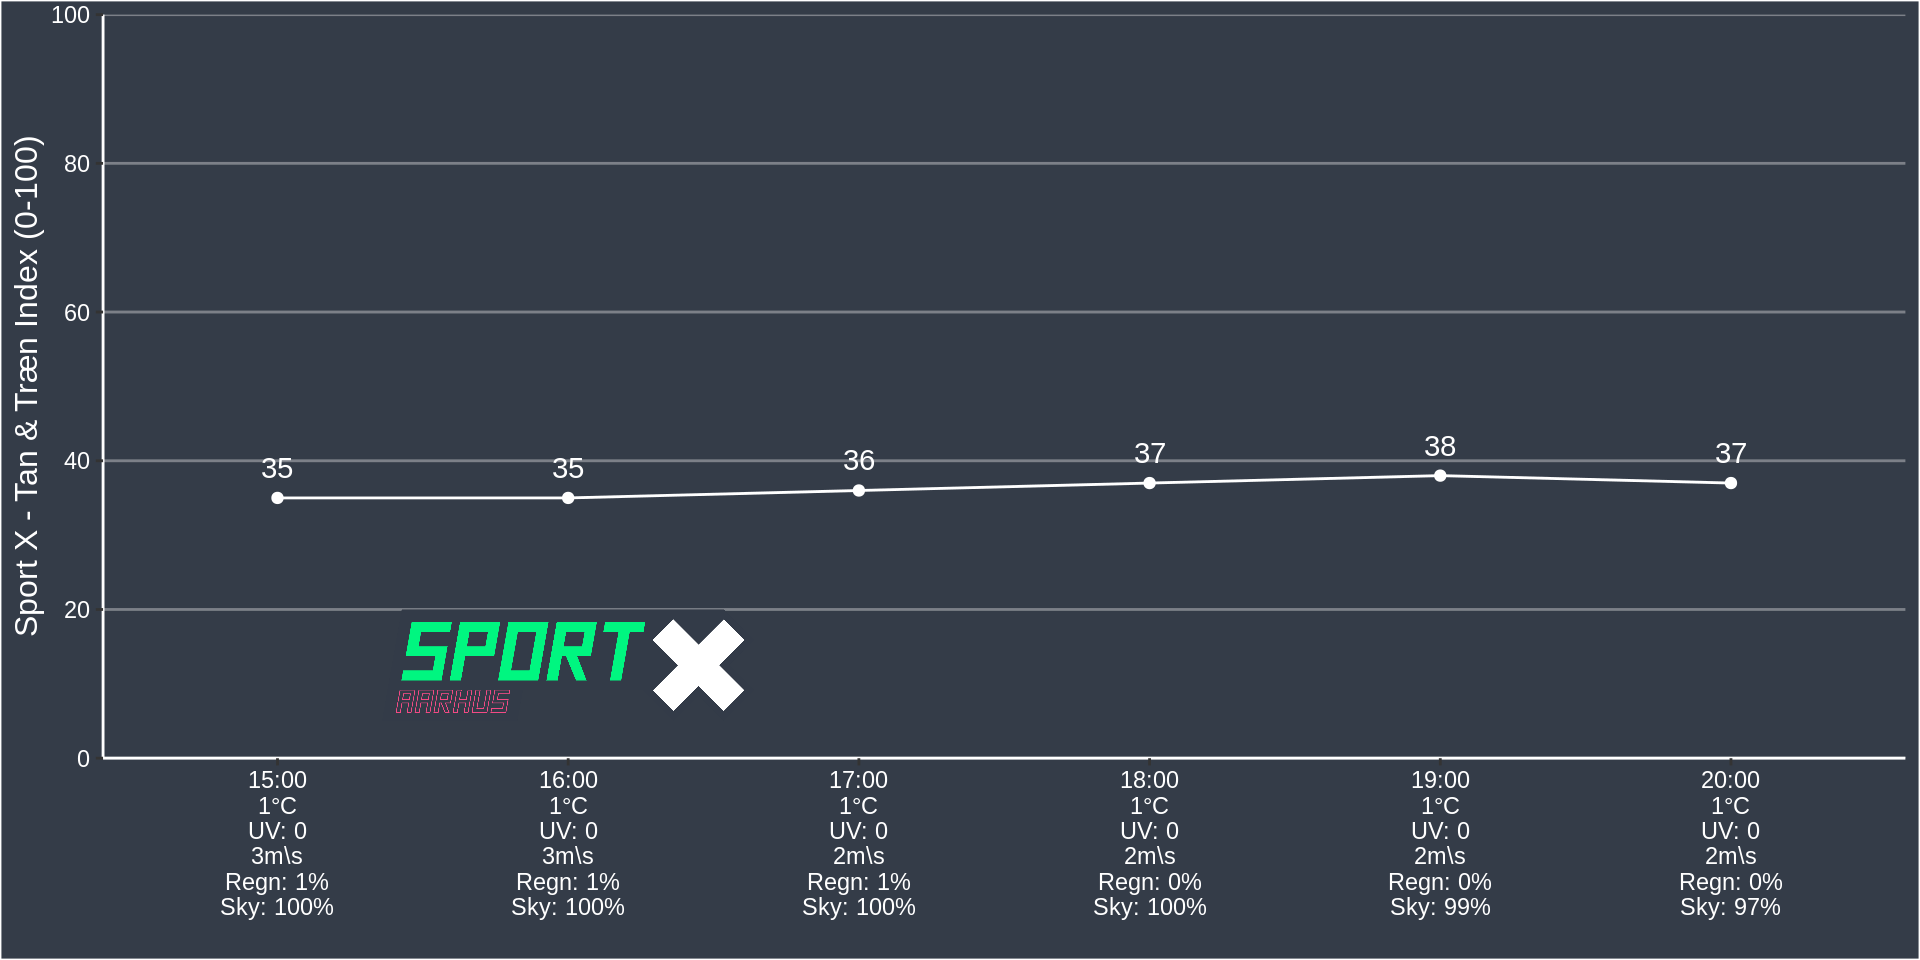 Sport X - Tan & Træn Index (0-100)
100
80
60
40
20
0
35
35
36
37
38
37
SPORT X
AARHUS
15:00
1°C
UV: 0
3m\s
Regn: 1%
Sky: 100%
16:00
1°C
UV: 0
3m\s
Regn: 1%
Sky: 100%
17:00
1°C
UV: 0
2m\s
Regn: 1%
Sky: 100%
18:00
1°C
UV: 0
2m\s
Regn: 0%
Sky: 100%
19:00
1°C
UV: 0
2m\s
Regn: 0%
Sky: 99%
20:00
1°C
UV: 0
2m\s
Regn: 0%
Sky: 97%